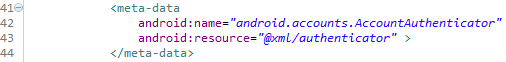 41 <meta-data
42 android:name="android.accounts.AccountAuthenticator"
43 android:resource="@xml/authenticator" >
44 </meta-data>